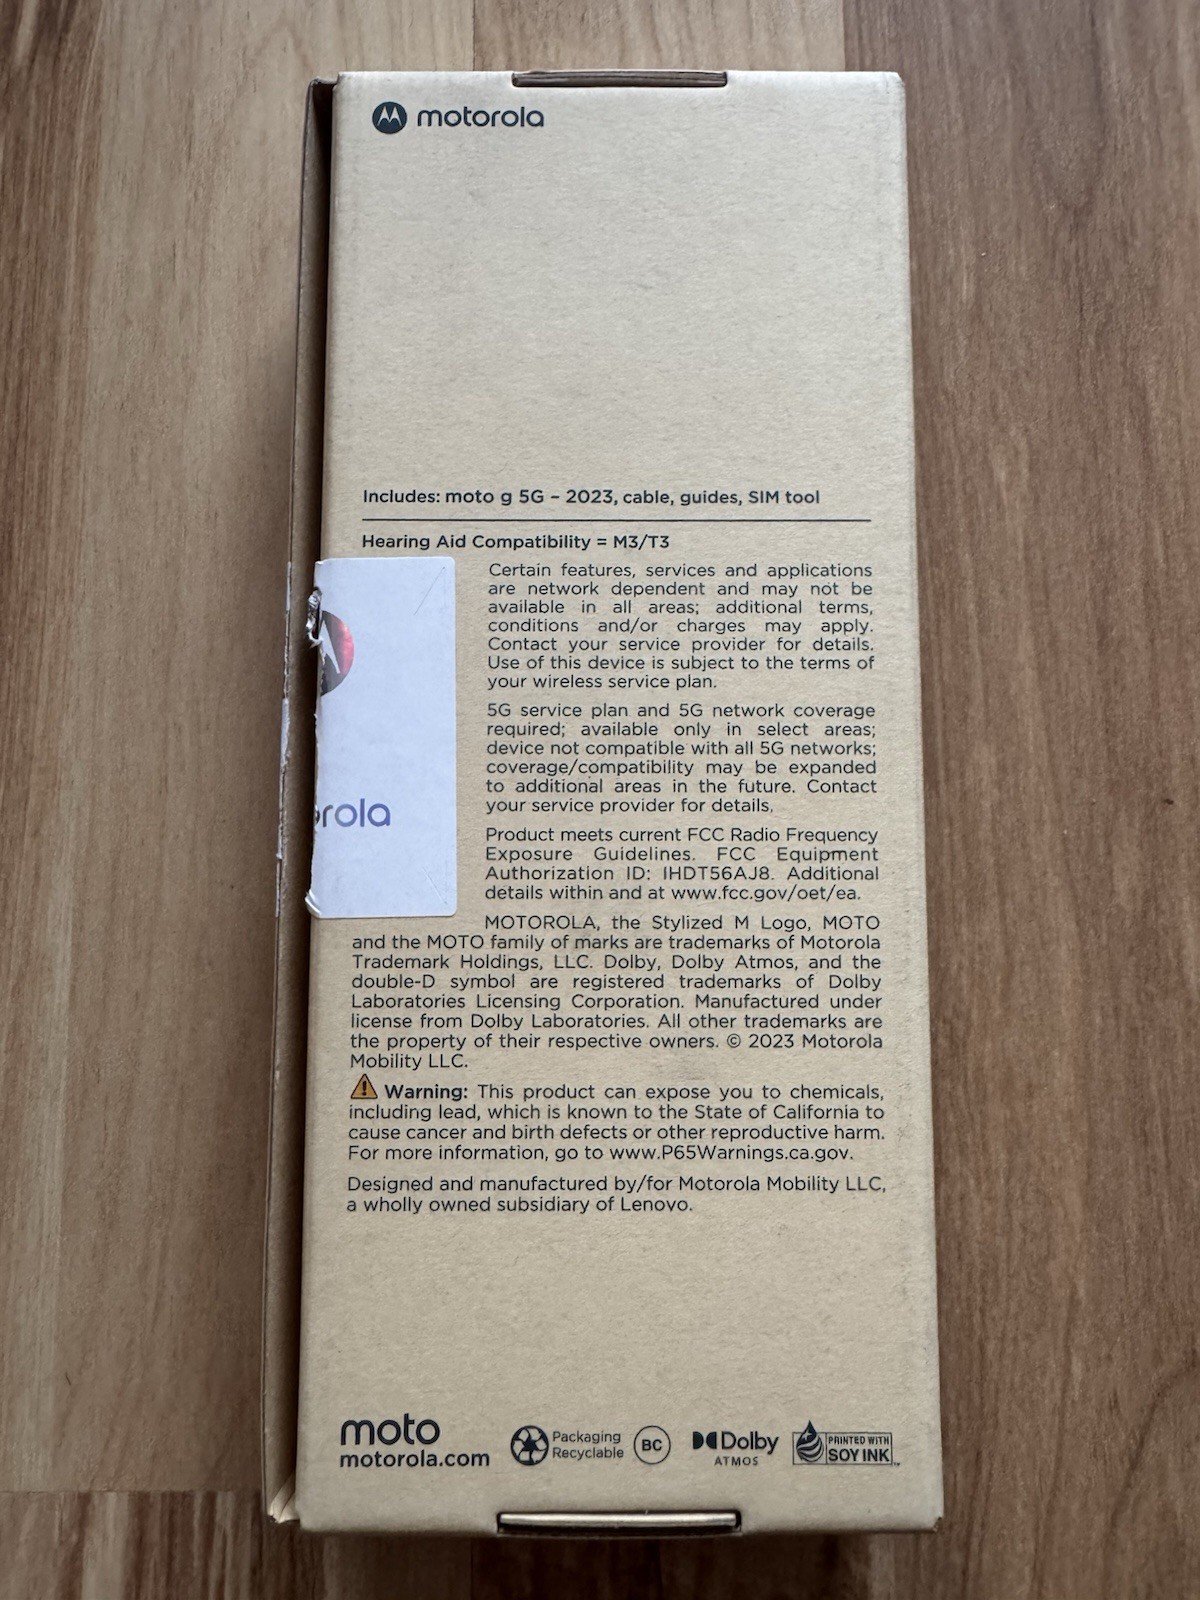 motorola
Includes: moto g 5G – 2023, cable, guides, SIM tool
Hearing Aid Compatibility = M3/T3
Certain features, services and applications
are network dependent and may not be
available in all areas; additional terms,
conditions and/or charges may apply.
Contact your service provider for details.
Use of this device is subject to the terms of
your wireless service plan.
5G service plan and 5G network coverage
required; available only in select areas;
device not compatible with all 5G networks;
coverage/compatibility may be expanded
to additional areas in the future. Contact
your service provider for details.
rola
Product meets current FCC Radio Frequency
Exposure Guidelines. FCC Equipment
Authorization ID: IHDT56AJ8. Additional
details within and at www.fcc.gov/oet/ea.
MOTOROLA, the Stylized M Logo, MOTO
and the MOTO family of marks are trademarks of Motorola
Trademark Holdings, LLC. Dolby, Dolby Atmos, and the
double-D symbol are registered trademarks of Dolby
Laboratories Licensing Corporation. Manufactured under
license from Dolby Laboratories. All other trademarks are
the property of their respective owners. © 2023 Motorola
Mobility LLC.
Warning: This product can expose you to chemicals,
including lead, which is known to the State of California to
cause cancer and birth defects or other reproductive harm.
For more information, go to www.P65Warnings.ca.gov.
Designed and manufactured by/for Motorola Mobility LLC,
a wholly owned subsidiary of Lenovo.
moto
motorola.com
Packaging
Recyclable
BC
Dolby
ATMOS
PRINTED WITH
SOY INK™